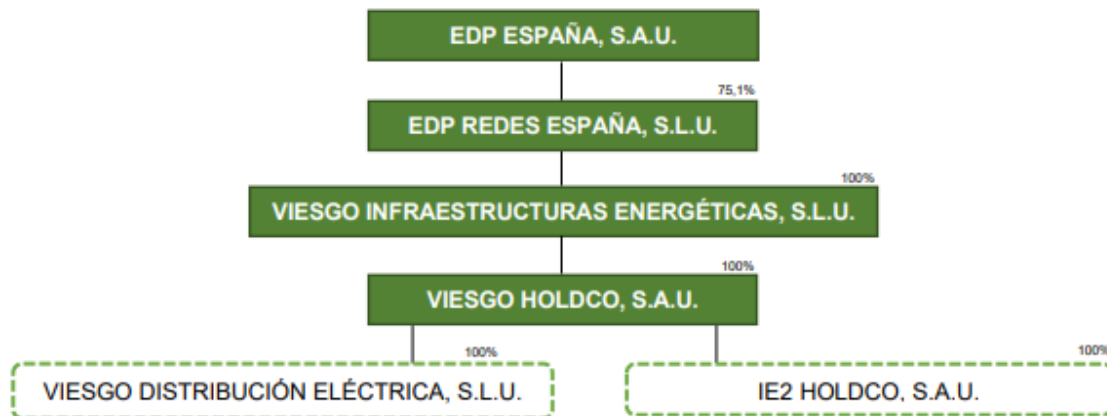 EDP ESPAÑA, S.A.U.
75,1%
EDP REDES ESPAÑA, S.L.U.
100%
VIESGO INFRAESTRUCTURAS ENERGÉTICAS, S.L.U.
100%
VIESGO HOLDCO, S.A.U.
100%
100%
VIESGO DISTRIBUCIÓN ELÉCTRICA, S.L.U.
IE2 HOLDCO, S.A.U.